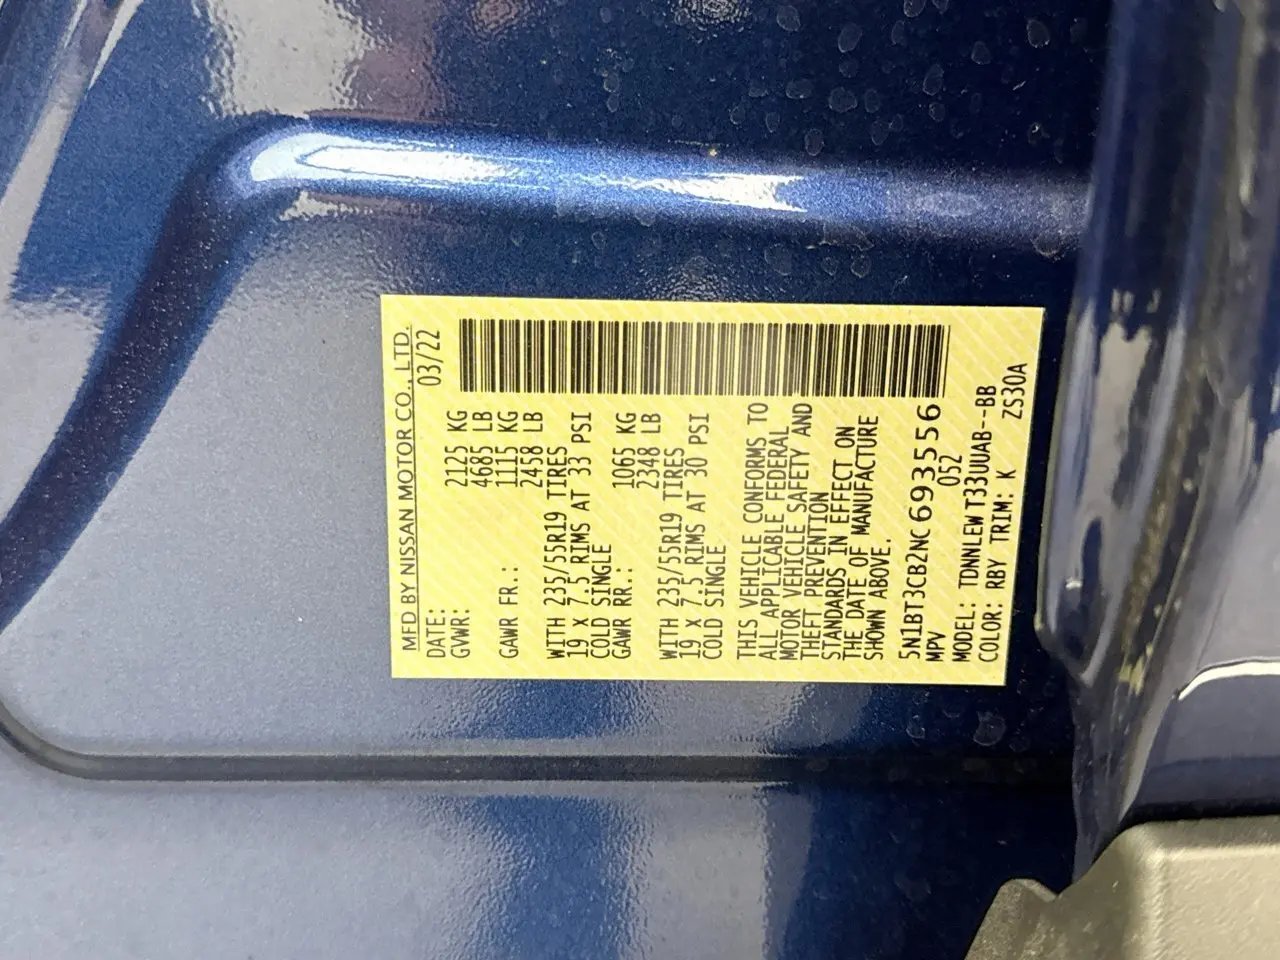 MFD BY NISSAN MOTOR CO., LTD.
DATE: 03/22
GVWR: 2125 KG
4685 LB
GAWR FR.: 1115 KG
2458 LB
WITH 235/55R19 TIRES
19 X 7.5 RIMS AT 33 PSI
COLD SINGLE
GAWR RR.: 1065 KG
2348 LB
WITH 235/55R19 TIRES
19 X 7.5 RIMS AT 30 PSI
COLD SINGLE
THIS VEHICLE CONFORMS TO
ALL APPLICABLE FEDERAL
MOTOR VEHICLE SAFETY AND
THEFT PREVENTION
STANDARDS IN EFFECT ON
THE DATE OF MANUFACTURE
SHOWN ABOVE.
5N1BT3CB2NC693556
MPV 052
MODEL: TDNNLEW T33UUAB--BB
COLOR: RBY TRIM: K ZS30A